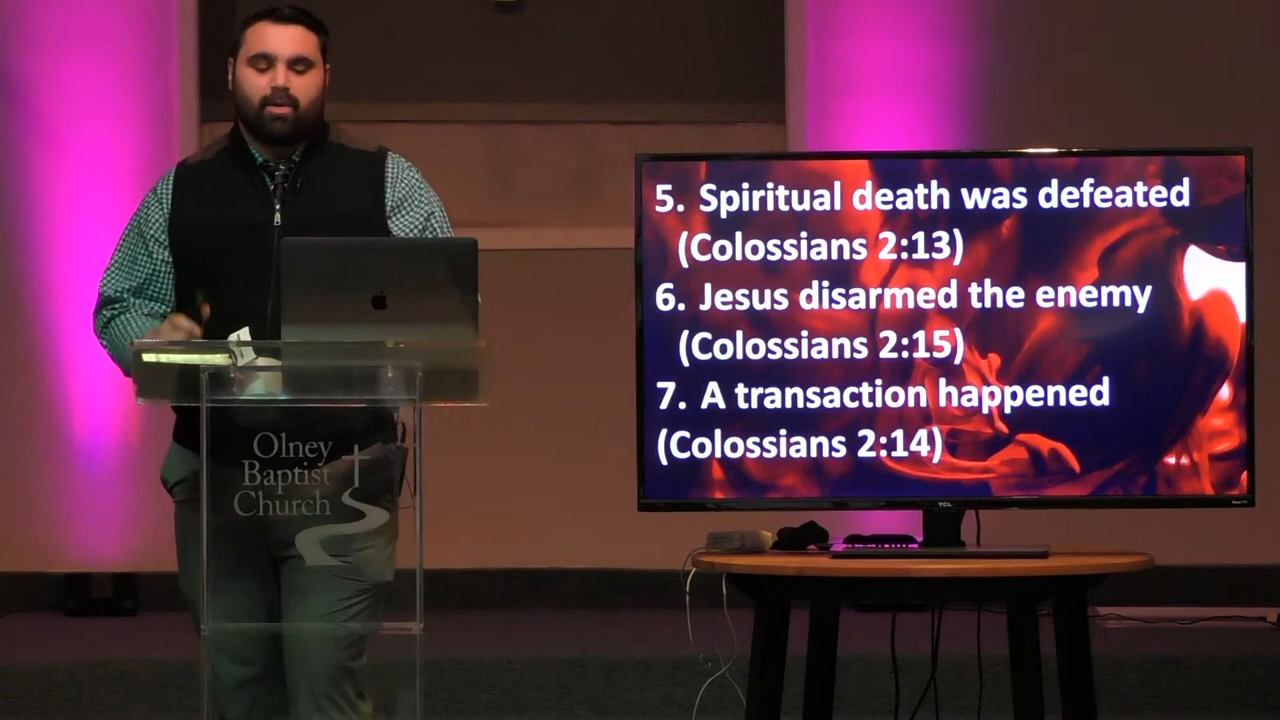 5. Spiritual death was defeated
(Colossians 2:13)
6. Jesus disarmed the enemy
(Colossians 2:15)
7. A transaction happened
(Colossians 2:14)
Olney
Baptist
Church
TCL